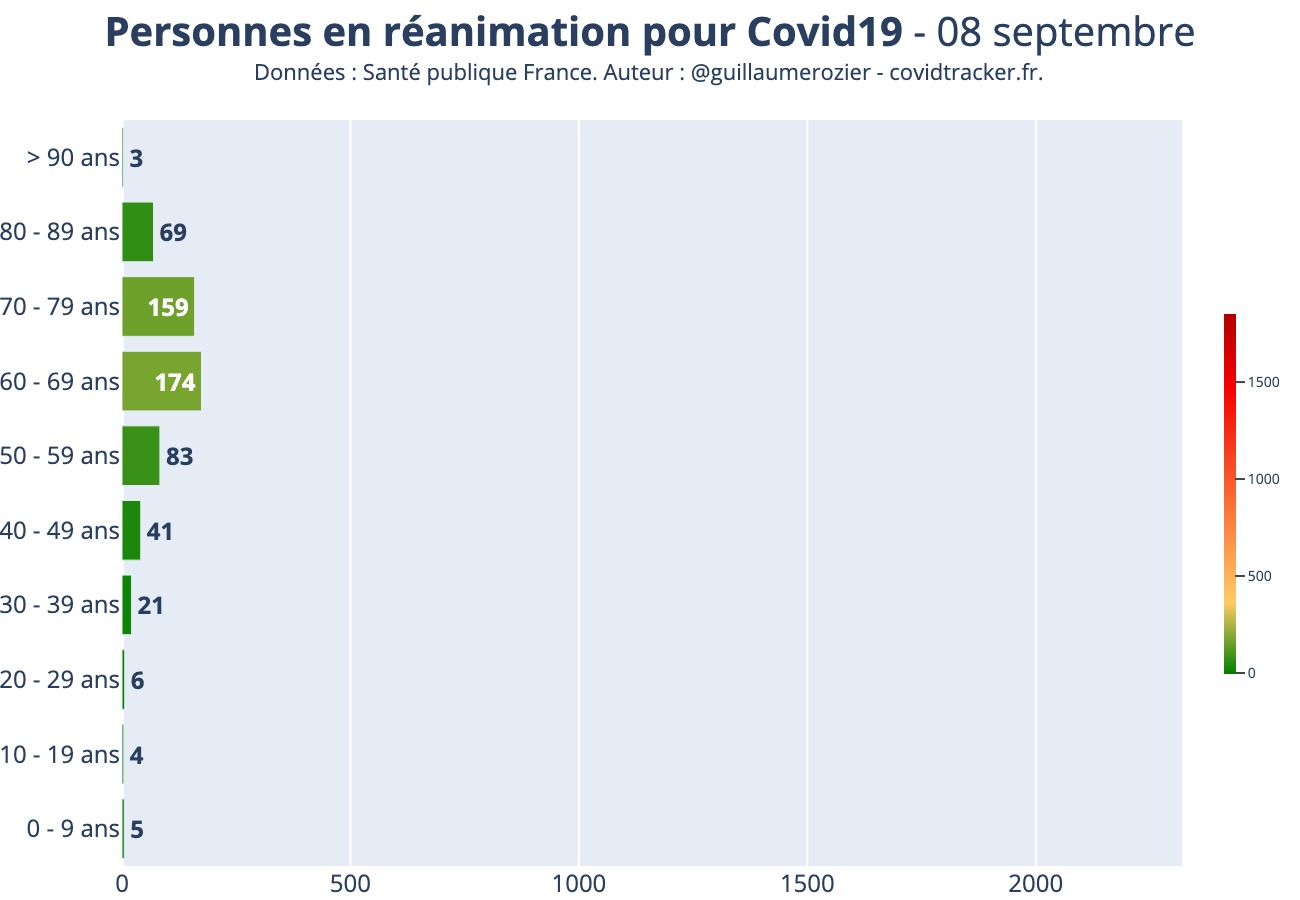 Personnes en réanimation pour Covid19 - 08 septembre
Données : Santé publique France. Auteur : @guillaumerozier - covidtracker.fr.
> 90 ans 3
80 - 89 ans 69
70 - 79 ans 159
60 - 69 ans 174
50 - 59 ans 83
40 - 49 ans 41
30 - 39 ans 21
20 - 29 ans 6
10 - 19 ans 4
0 - 9 ans 5
0 500 1000 1500 2000
1500
1000
500
0